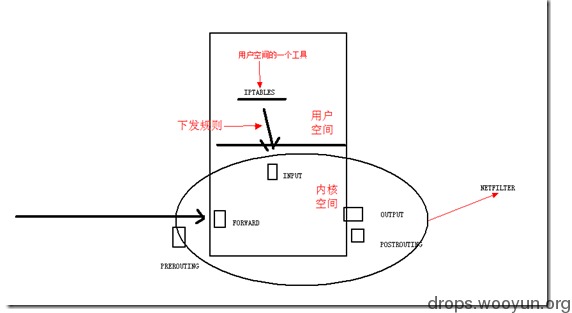 用户空间的一个工具
IPTABLES
下发规则
用户
空间
INPUT
内核
空间
NETFILTER
FORWARD
OUTPUT
POSTROUTING
PREROUTING
drops.wooyun.org